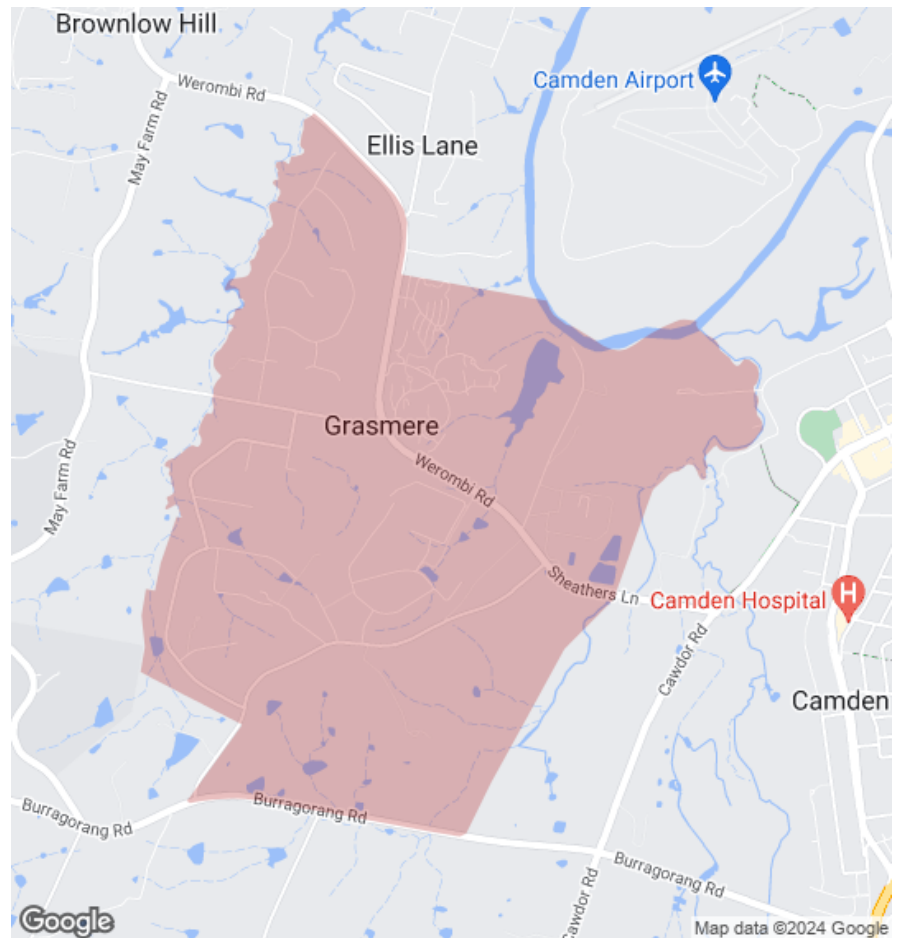 Brownlow Hill
Werombi Rd
Camden Airport
May Farm Rd
Ellis Lane
Grasmere
Werombi Rd
May Farm Rd
Sheathers Ln
Camden Hospital
H
Cawdor Rd
Camden
Burragorang Rd
Burragorang Rd
Burragorang Rd
Cawdor Rd
Google
Map data ©2024 Google